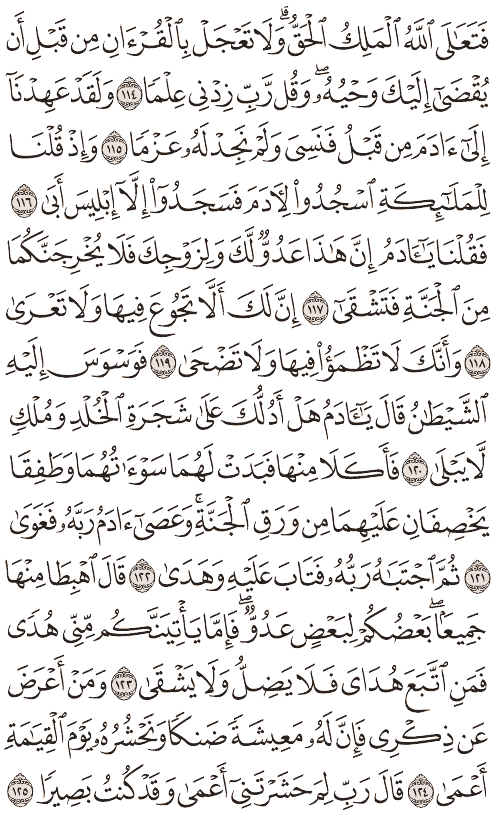 فَتَعَٰلَى ٱللَّهُ ٱلْمَلِكُ ٱلْحَقُّ ۗ وَلَا تَعْجَلْ بِٱلْقُرْءَانِ مِن قَبْلِ أَن
يُقْضَىٰٓ إِلَيْكَ وَحْيُهُۥ ۖ وَقُل رَّبِّ زِدْنِى عِلْمًا ﴿١١٤﴾ وَلَقَدْ عَهِدْنَآ
إِلَىٰٓ ءَادَمَ مِن قَبْلُ فَنَسِىَ وَلَمْ نَجِدْ لَهُۥ عَزْمًا ﴿١١٥﴾ وَإِذْ قُلْنَا
لِلْمَلَٰٓئِكَةِ ٱسْجُدُوا۟ لِـَٔادَمَ فَسَجَدُوٓا۟ إِلَّآ إِبْلِيسَ أَبَىٰ ﴿١١٦﴾
فَقُلْنَا يَٰٓـَٔادَمُ إِنَّ هَٰذَا عَدُوٌّ لَّكَ وَلِزَوْجِكَ فَلَا يُخْرِجَنَّكُمَا
مِنَ ٱلْجَنَّةِ فَتَشْقَىٰٓ ﴿١١٧﴾ إِنَّ لَكَ أَلَّا تَجُوعَ فِيهَا وَلَا تَعْرَىٰ
﴿١١٨﴾ وَأَنَّكَ لَا تَظْمَؤُا۟ فِيهَا وَلَا تَضْحَىٰ ﴿١١٩﴾ فَوَسْوَسَ إِلَيْهِ
ٱلشَّيْطَٰنُ قَالَ يَٰٓـَٔادَمُ هَلْ أَدُلُّكَ عَلَىٰ شَجَرَةِ ٱلْخُلْدِ وَمُلْكٍ
لَّا يَبْلَىٰ ﴿١٢٠﴾ فَأَكَلَا مِنْهَا فَبَدَتْ لَهُمَا سَوْءَٰتُهُمَا وَطَفِقَا
يَخْصِفَانِ عَلَيْهِمَا مِن وَرَقِ ٱلْجَنَّةِ ۚ وَعَصَىٰٓ ءَادَمُ رَبَّهُۥ فَغَوَىٰ
﴿١٢١﴾ ثُمَّ ٱجْتَبَٰهُ رَبُّهُۥ فَتَابَ عَلَيْهِ وَهَدَىٰ ﴿١٢٢﴾ قَالَ ٱهْبِطَا مِنْهَا
جَمِيعًۢا ۖ بَعْضُكُمْ لِبَعْضٍ عَدُوٌّ ۖ فَإِمَّا يَأْتِيَنَّكُم مِّنِّى هُدًى
فَمَنِ ٱتَّبَعَ هُدَاىَ فَلَا يَضِلُّ وَلَا يَشْقَىٰ ﴿١٢٣﴾ وَمَنْ أَعْرَضَ
عَن ذِكْرِى فَإِنَّ لَهُۥ مَعِيشَةً ضَنكًا وَنَحْشُرُهُۥ يَوْمَ ٱلْقِيَٰمَةِ
أَعْمَىٰ ﴿١٢٤﴾ قَالَ رَبِّ لِمَ حَشَرْتَنِىٓ أَعْمَىٰ وَقَدْ كُنتُ بَصِيرًا ﴿١٢٥﴾